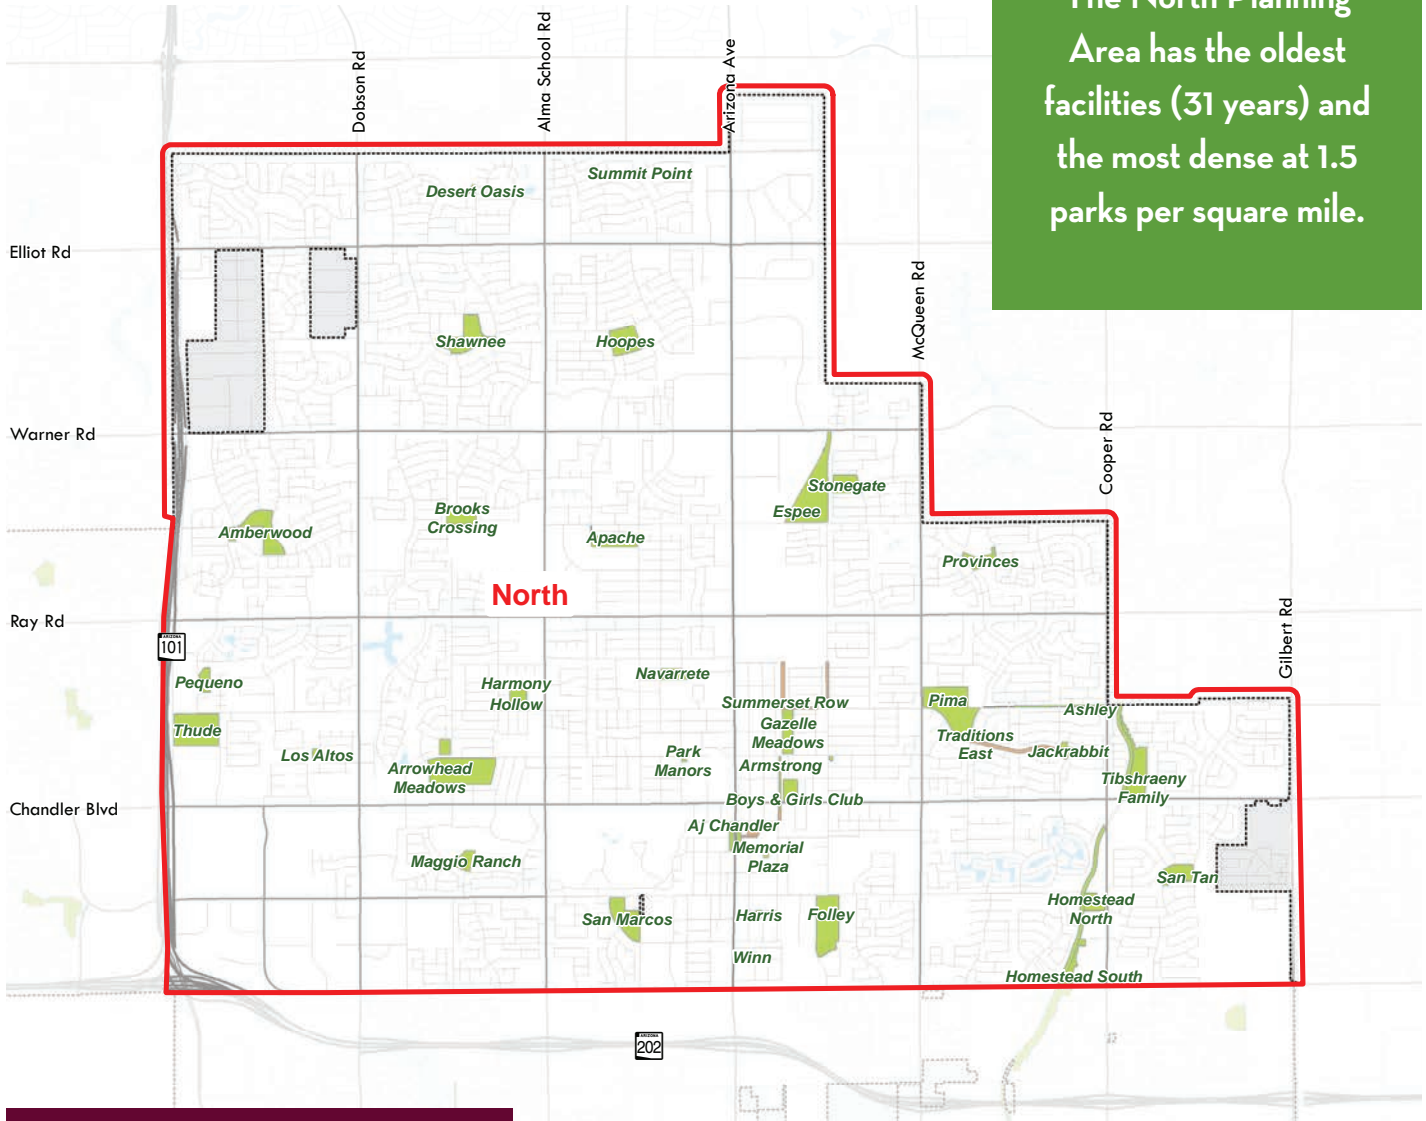 The North Planning
Area has the oldest
facilities (31 years) and
the most dense at 1.5
parks per square mile.
Dobson Rd
Alma School Rd
Arizona Ave
McQueen Rd
Cooper Rd
Gilbert Rd
Elliot Rd
Warner Rd
Ray Rd
Chandler Blvd
Desert Oasis
Summit Point
Shawnee
Hoopes
Stonegate
Espee
Amberwood
Brooks
Crossing
Apache
Provinces
North
ARIZONA
101
Pequeno
Thude
Los Altos
Harmony
Hollow
Arrowhead
Meadows
Navarrete
Park
Manors
Summerset Row
Gazelle
Meadows
Armstrong
Boys & Girls Club
Pima
Traditions
East
Ashley
Jackrabbit
Tibshraeny
Family
Aj Chandler
Memorial
Plaza
Maggio Ranch
San Marcos
Harris
Folley
Winn
San Tan
Homestead
North
Homestead South
ARIZONA
202